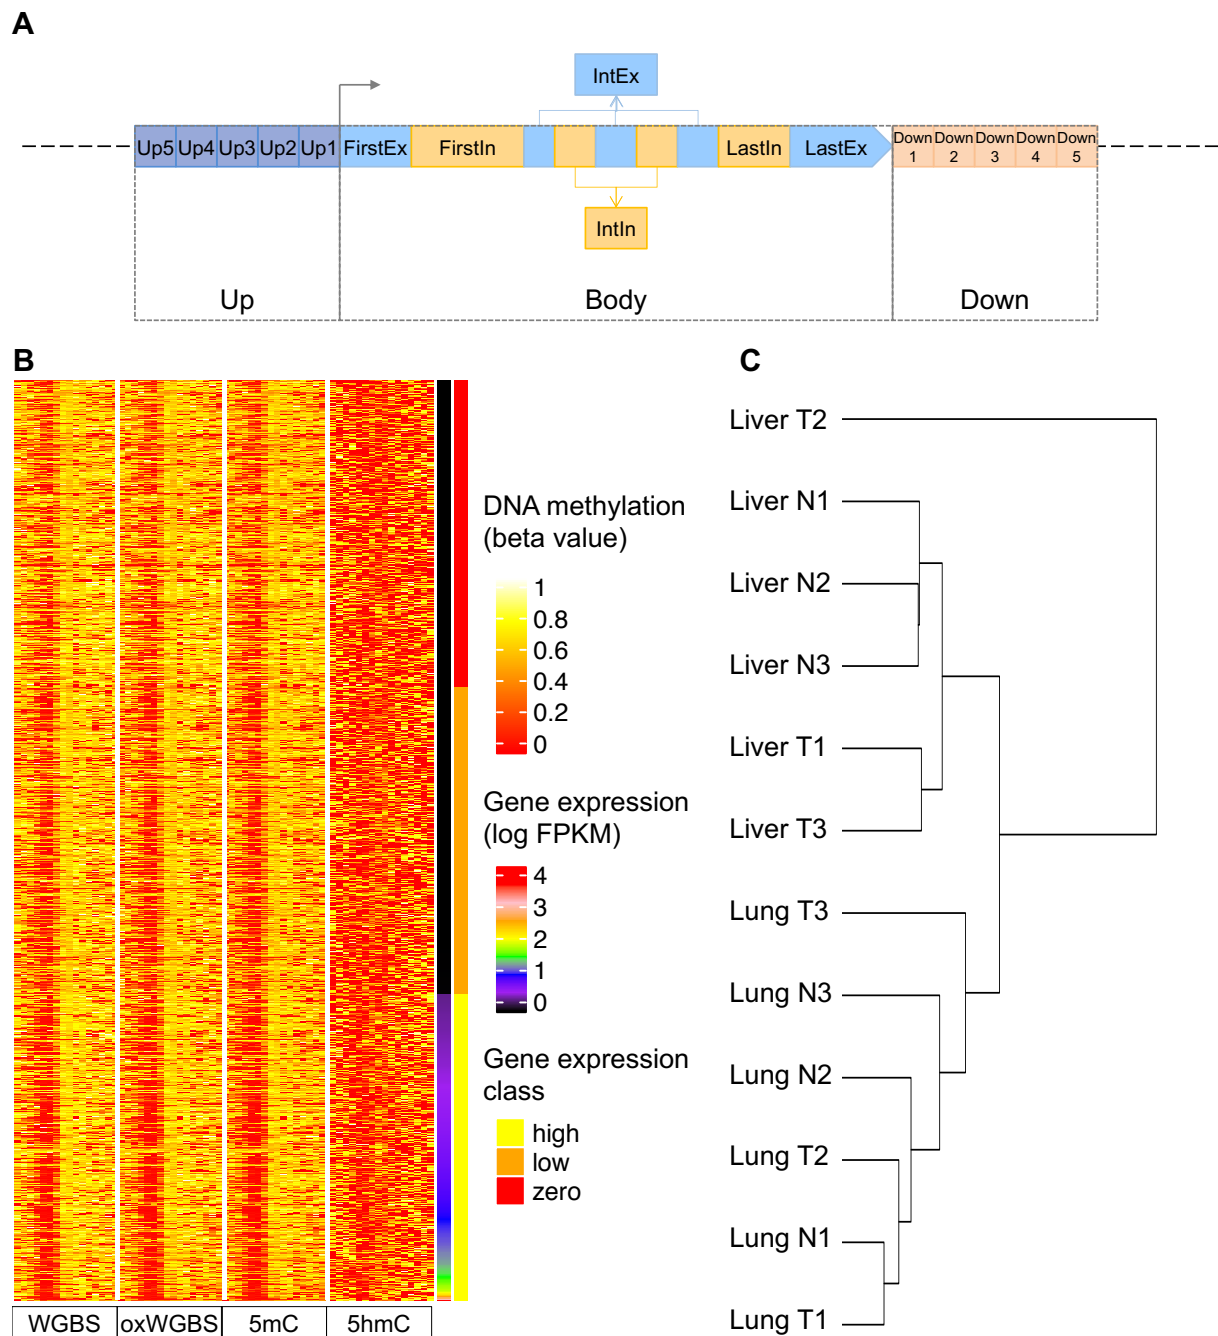 A
IntEx
Up5 Up4 Up3 Up2 Up1 FirstEx FirstIn LastIn LastEx Down Down Down Down Down
1 2 3 4 5
IntIn
Up Body Down
B
C
DNA methylation
(beta value)
1
0.8
0.6
0.4
0.2
0
Gene expression
(log FPKM)
4
3
2
1
0
Gene expression
class
high
low
zero
WGBS oxWGBS 5mC 5hmC
Liver T2
Liver N1
Liver N2
Liver N3
Liver T1
Liver T3
Lung T3
Lung N3
Lung N2
Lung T2
Lung N1
Lung T1